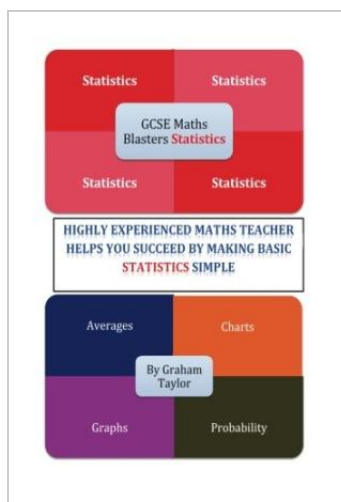 Statistics Statistics
GCSE Maths
Blasters Statistics
Statistics Statistics
HIGHLY EXPERIENCED MATHS TEACHER
HELPS YOU SUCCEED BY MAKING BASIC
STATISTICS SIMPLE
Averages Charts
By Graham
Taylor
Graphs Probability